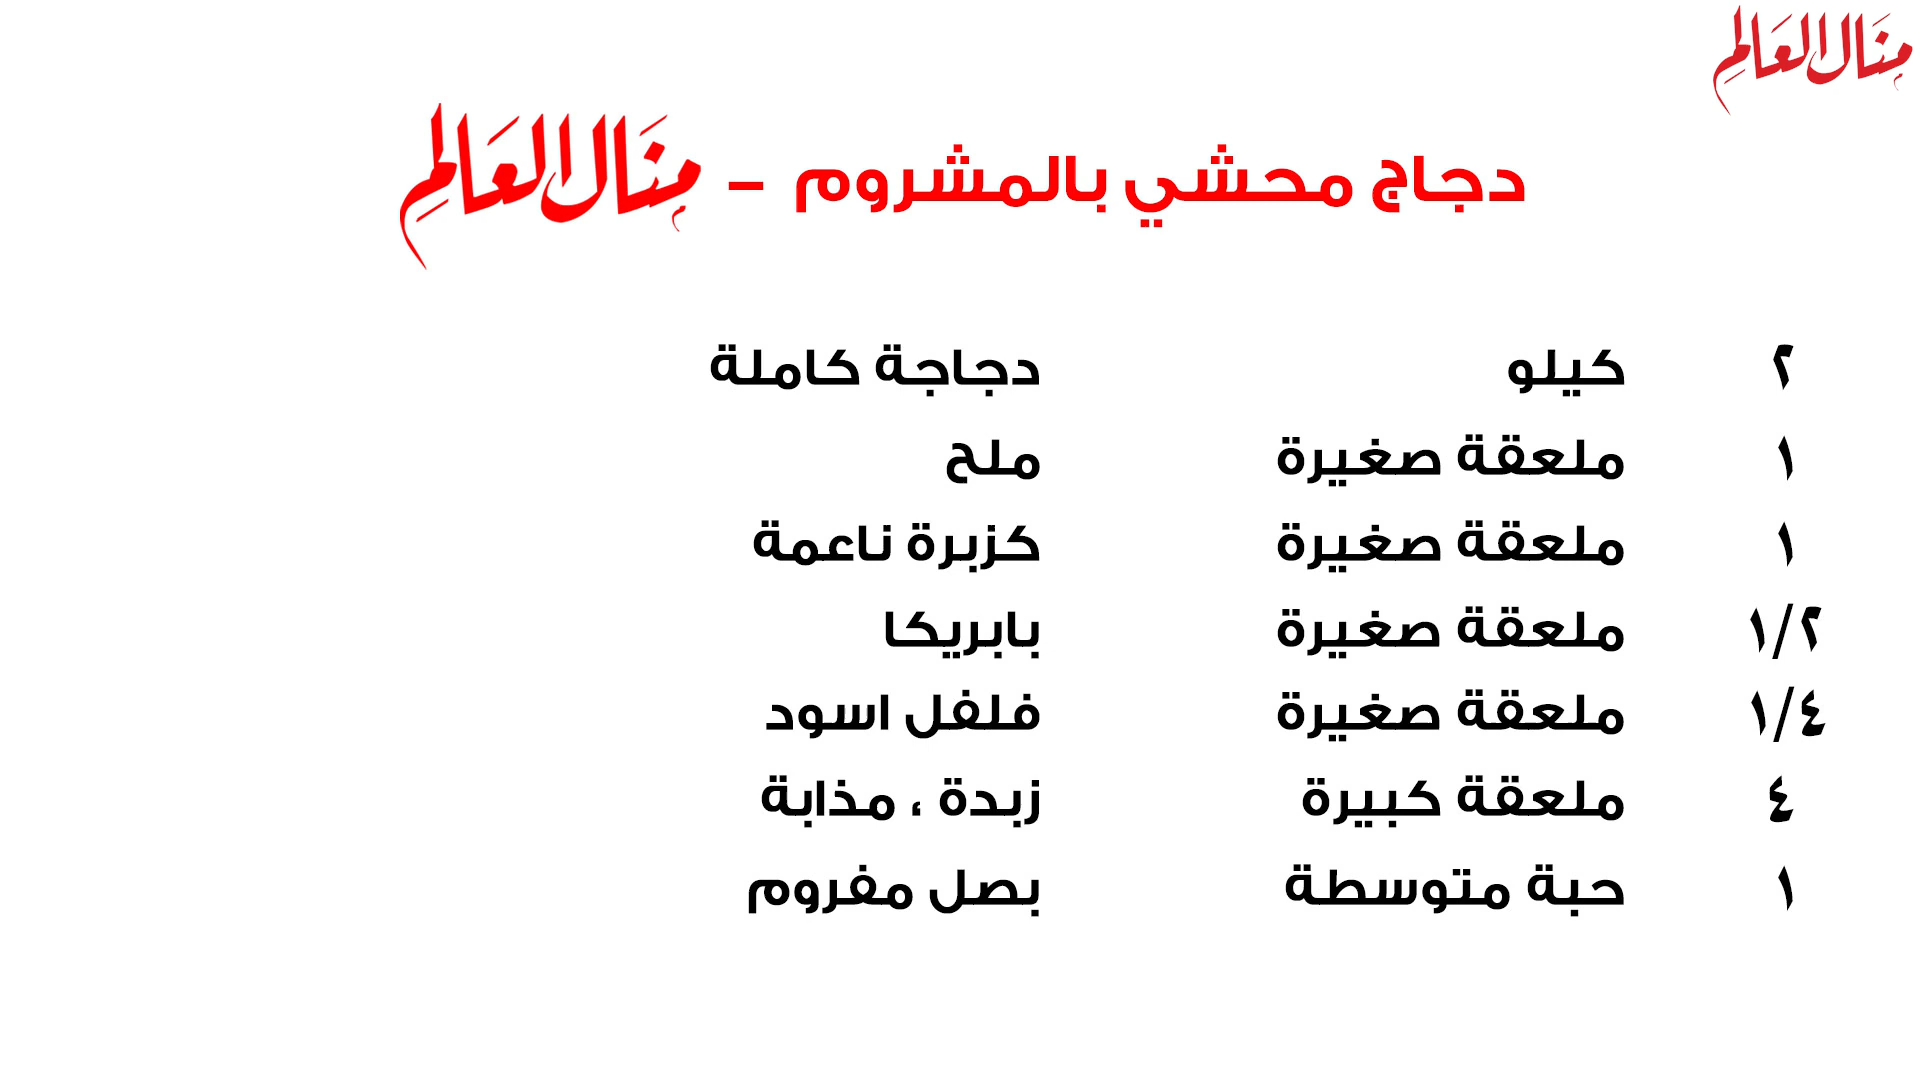 منال العالم
دجاج محشي بالمشروم – منال العالم
٢ كيلو دجاجة كاملة
١ ملعقة صغيرة ملح
١ ملعقة صغيرة كزبرة ناعمة
١/٢ ملعقة صغيرة بابريكا
١/٤ ملعقة صغيرة فلفل اسود
٤ ملعقة كبيرة زبدة ، مذابة
١ حبة متوسطة بصل مفروم